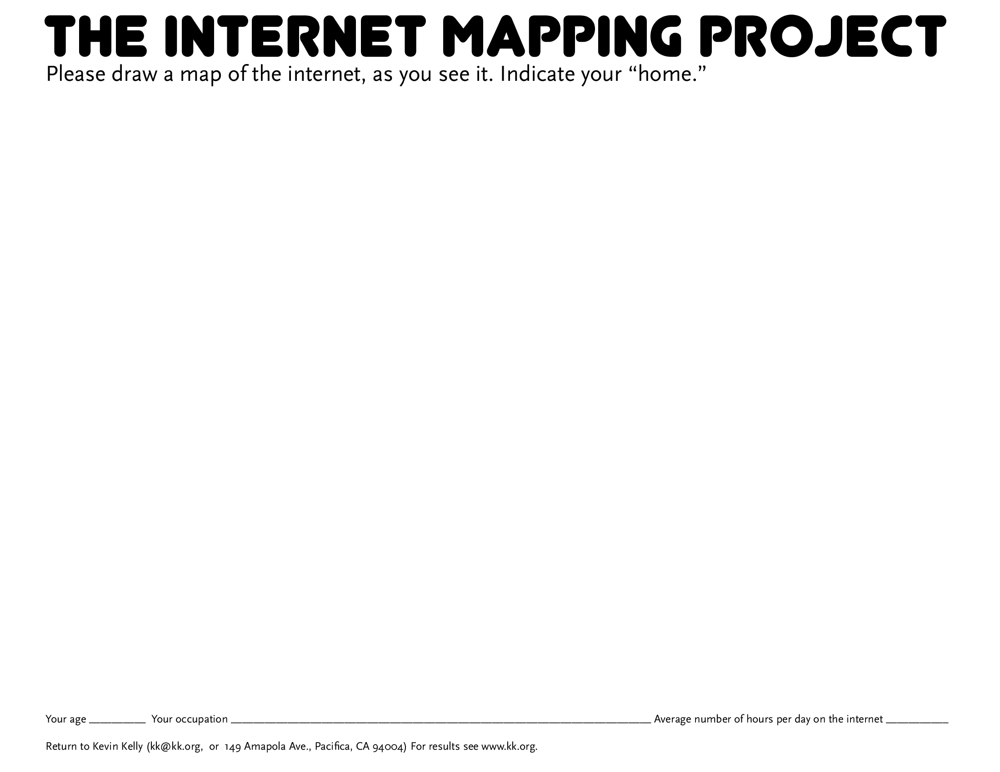 THE INTERNET MAPPING PROJECT
Please draw a map of the internet, as you see it. Indicate your “home.”
Your age __________ Your occupation __________________________________________________________________________ Average number of hours per day on the internet ___________
Return to Kevin Kelly (kk@kk.org, or 149 Amapola Ave., Pacifica, CA 94004) For results see www.kk.org.